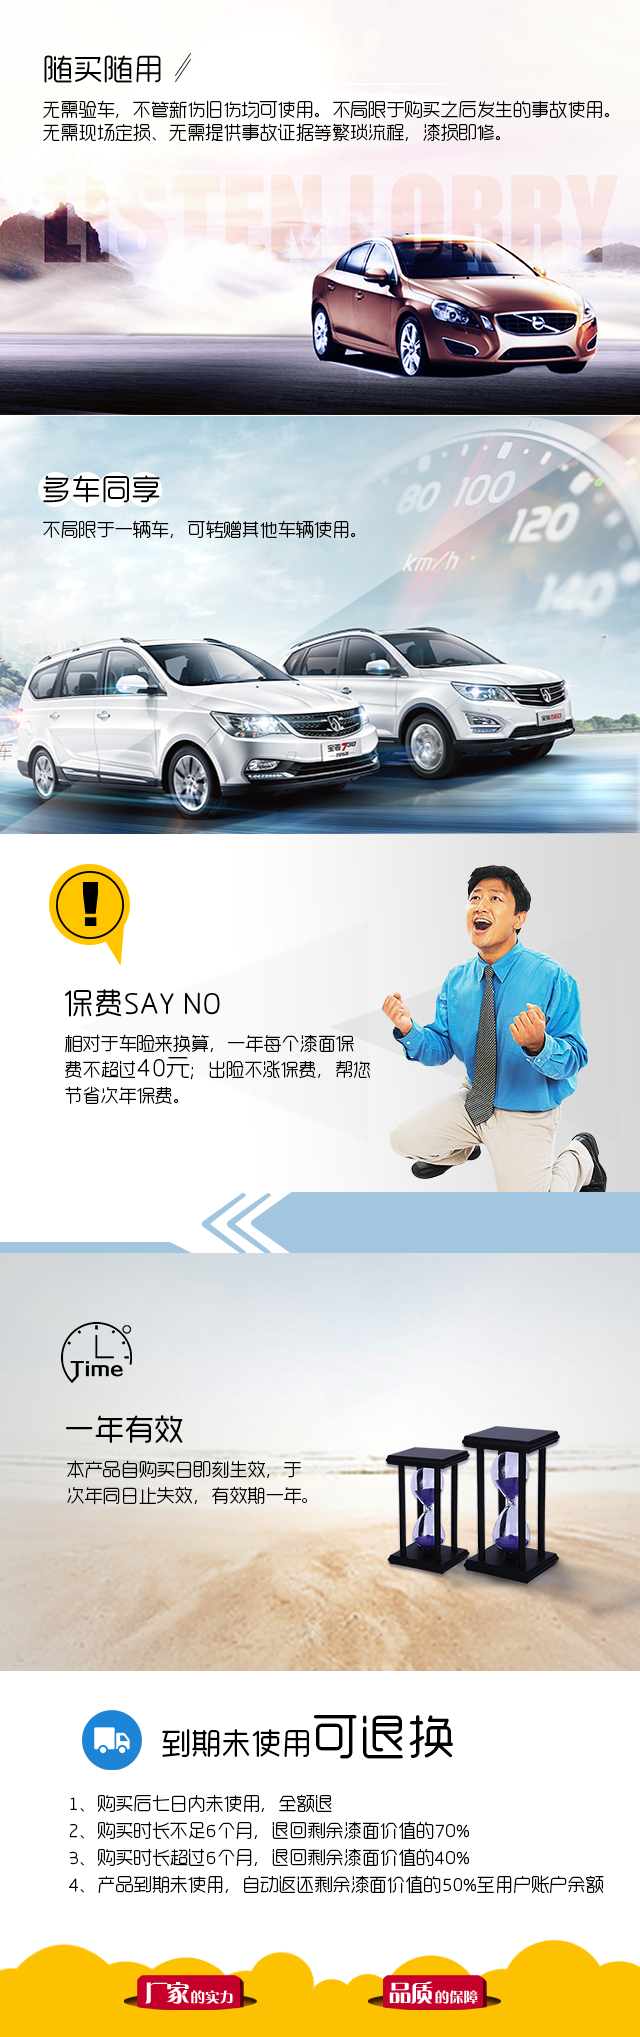 随买随用
无需验车，不管新伤旧伤均可使用。不局限于购买之后发生的事故使用。
无需现场定损、无需提供事故证据等繁琐流程，漆损即修。
LISTEN LORRY
多车同享
不局限于一辆车，可转赠其他车辆使用。
80 100
120
km/h
140
宝骏730
宝骏560
车
!
保费SAY NO
相对于车险来换算，一年每个漆面保
费不超过40元；出险不涨保费，帮您
节省次年保费。
Time
一年有效
本产品自购买日即刻生效，于
次年同日止失效，有效期一年。
到期未使用可退换
1、购买后七日内未使用，全额退
2、购买时长不足6个月，退回剩余漆面价值的70%
3、购买时长超过6个月，退回剩余漆面价值的40%
4、产品到期未使用，自动返还剩余漆面价值的50%至用户账户余额
厂家的实力
品质的保障